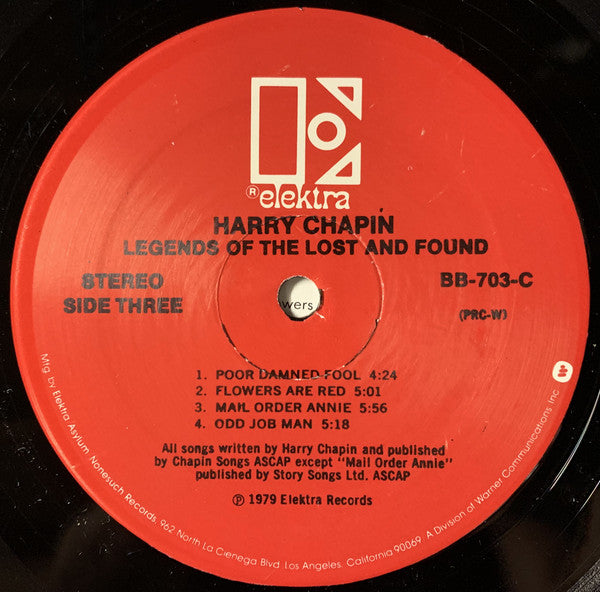 ® elektra
HARRY CHAPIN
LEGENDS OF THE LOST AND FOUND
STEREO
SIDE THREE
BB-703-C
(PRC-W)
wers
1. POOR DAMNED FOOL 4:24
2. FLOWERS ARE RED 5:01
3. MAIL ORDER ANNIE 5:56
4. ODD JOB MAN 5:18
All songs written by Harry Chapin and published
by Chapin Songs ASCAP except "Mail Order Annie"
published by Story Songs Ltd. ASCAP
℗ 1979 Elektra Records
Mfg. by Elektra Asylum, Nonesuch Records, 962 North La Cienega Blvd. Los Angeles, California 90069 A Division of Warner Communications Inc.